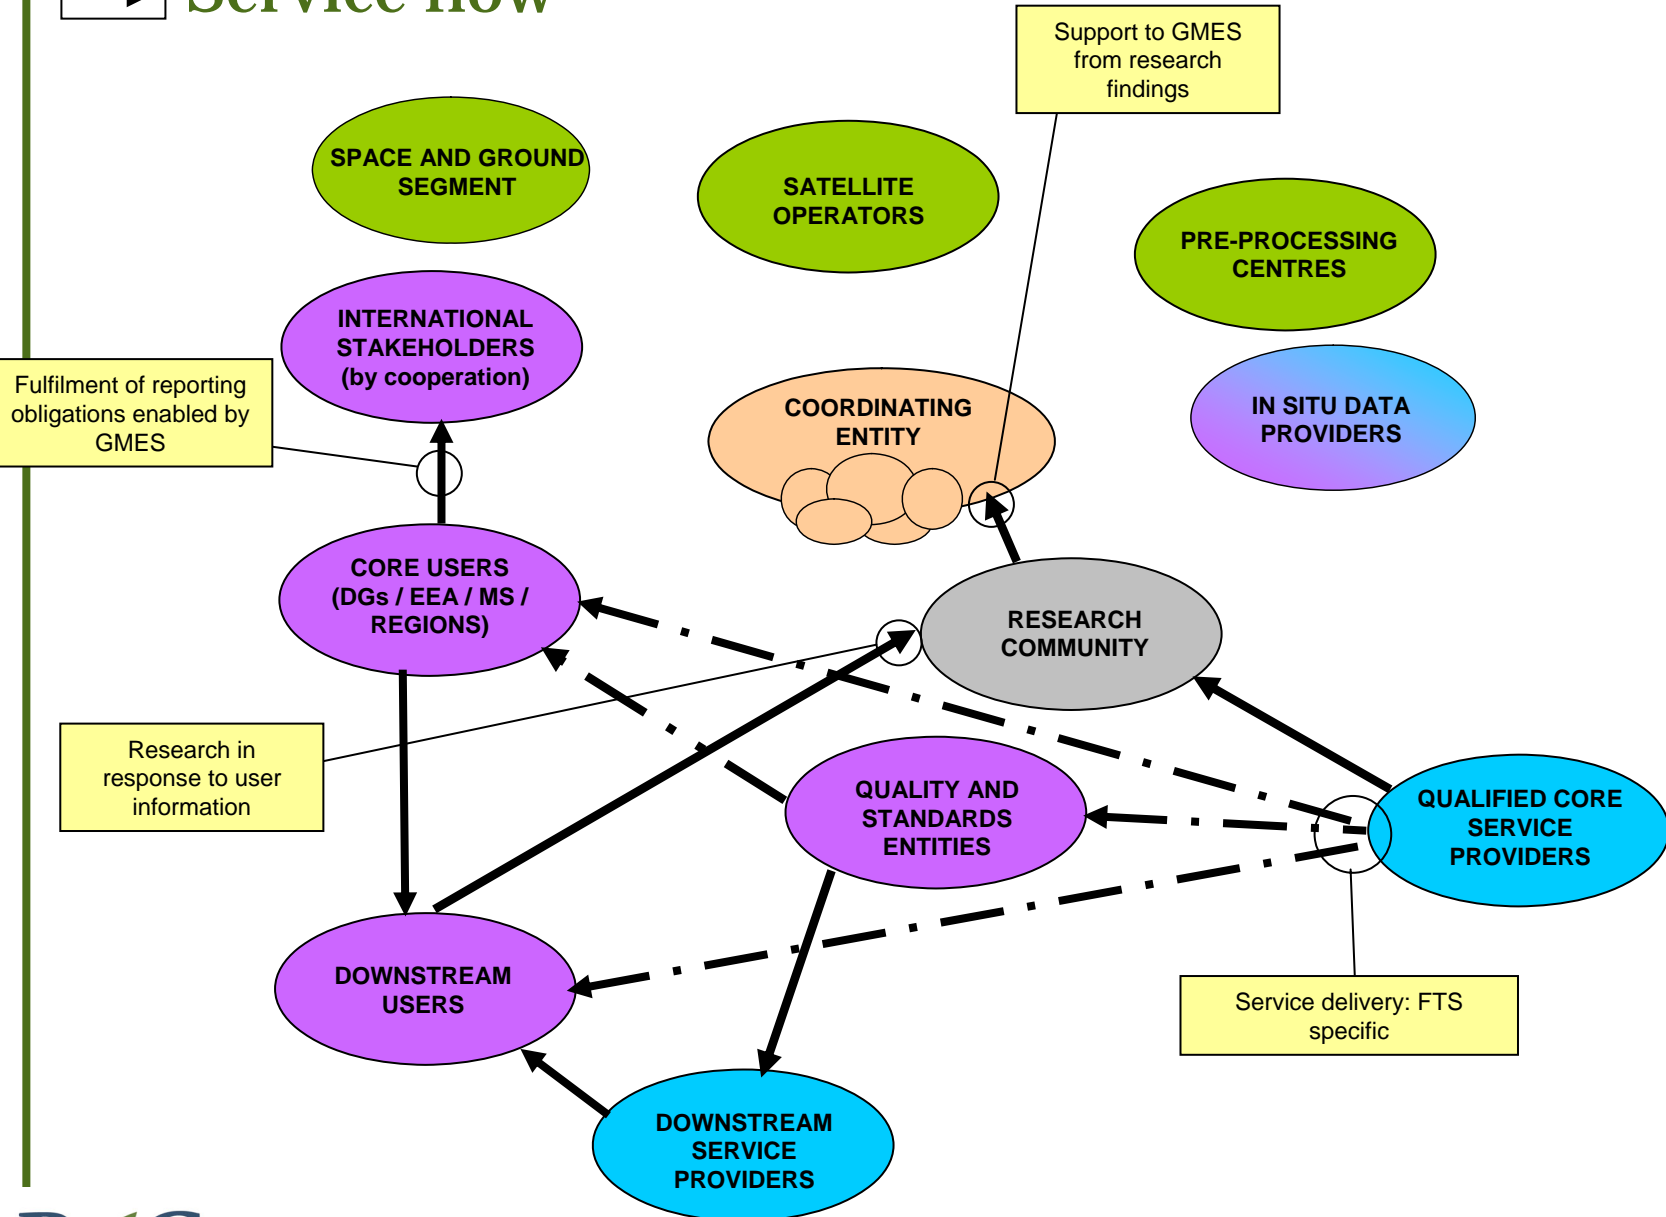 Service flow
Support to GMES
from research
findings
SPACE AND GROUND
SEGMENT
SATELLITE
OPERATORS
PRE-PROCESSING
CENTRES
INTERNATIONAL
STAKEHOLDERS
(by cooperation)
Fulfilment of reporting
obligations enabled by
GMES
COORDINATING
ENTITY
IN SITU DATA
PROVIDERS
CORE USERS
(DGs / EEA / MS /
REGIONS)
RESEARCH
COMMUNITY
Research in
response to user
information
QUALITY AND
STANDARDS
ENTITIES
QUALIFIED CORE
SERVICE
PROVIDERS
DOWNSTREAM
USERS
Service delivery: FTS
specific
DOWNSTREAM
SERVICE
PROVIDERS